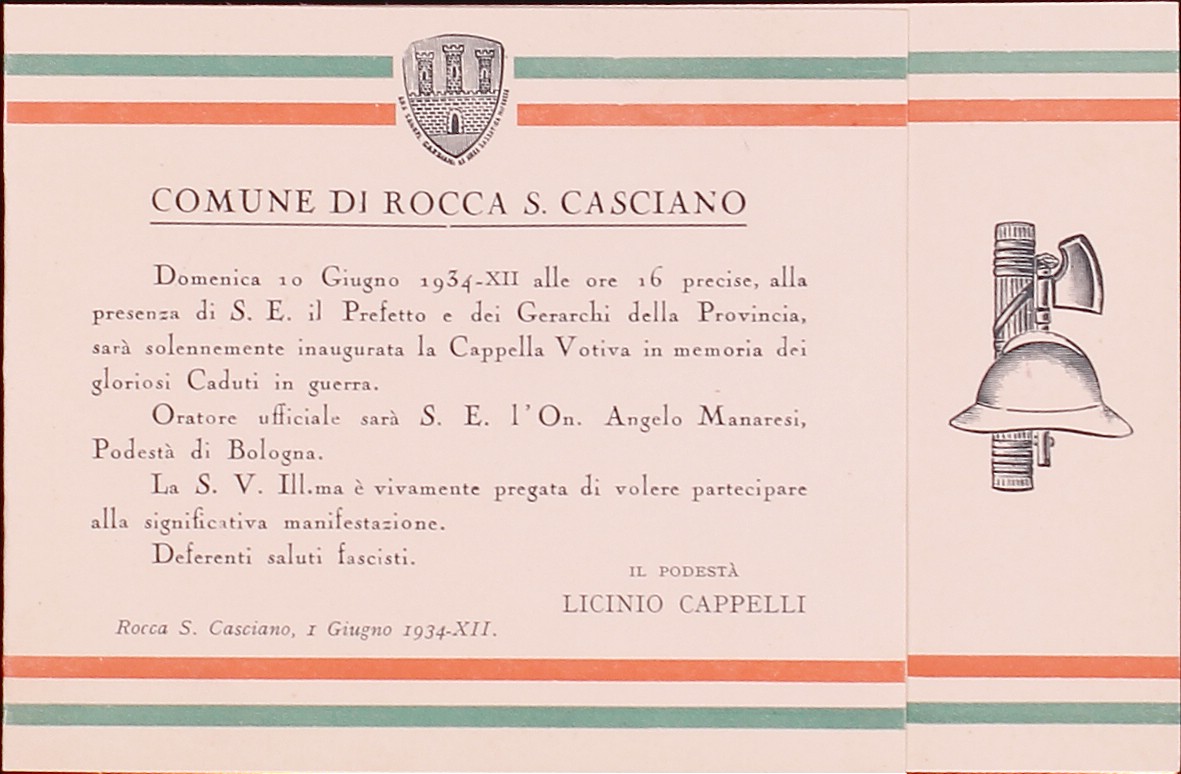 COMUNE DI ROCCA S. CASCIANO
Domenica 10 Giugno 1934-XII alle ore 16 precise, alla
presenza di S. E. il Prefetto e dei Gerarchi della Provincia,
sarà solennemente inaugurata la Cappella Votiva in memoria dei
gloriosi Caduti in guerra.
Oratore ufficiale sarà S. E. l'On. Angelo Manaresi,
Podestà di Bologna.
La S. V. Ill.ma è vivamente pregata di volere partecipare
alla significativa manifestazione.
Deferenti saluti fascisti.
IL PODESTÀ
LICINIO CAPPELLI
Rocca S. Casciano, 1 Giugno 1934-XII.